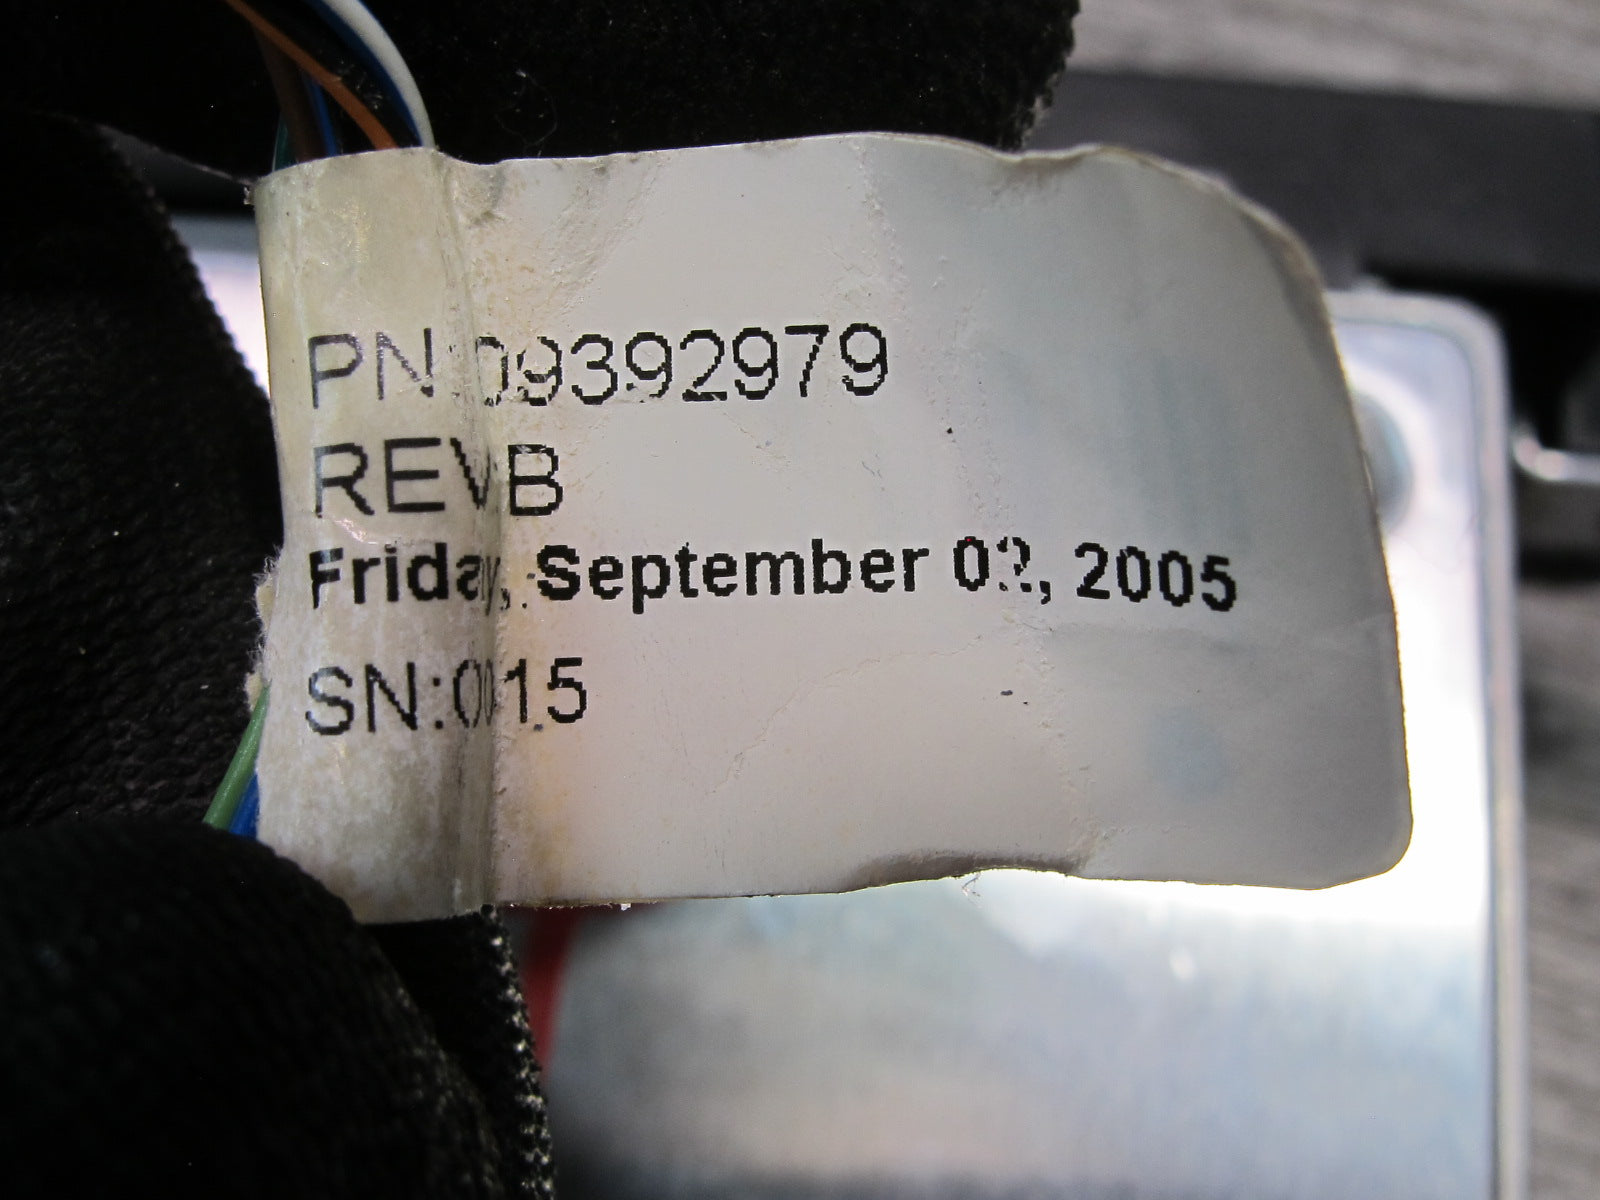 PN:09392979
REVB
Friday, September 02, 2005
SN:0015